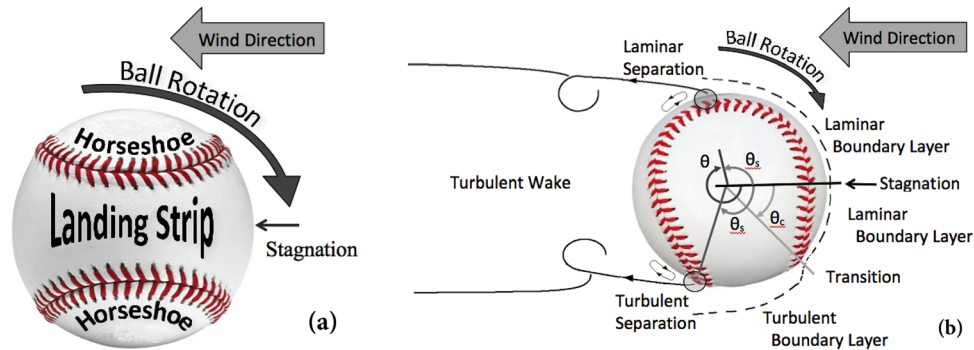 Wind Direction
Ball Rotation
Horseshoe
Landing Strip
Stagnation
Horseshoe
(a)
Wind Direction
Laminar
Separation
Ball Rotation
Laminar
Boundary Layer
θ
θs
Turbulent Wake
Stagnation
θc
θs
Laminar
Boundary Layer
Transition
Turbulent
Separation
Turbulent
Boundary Layer
(b)